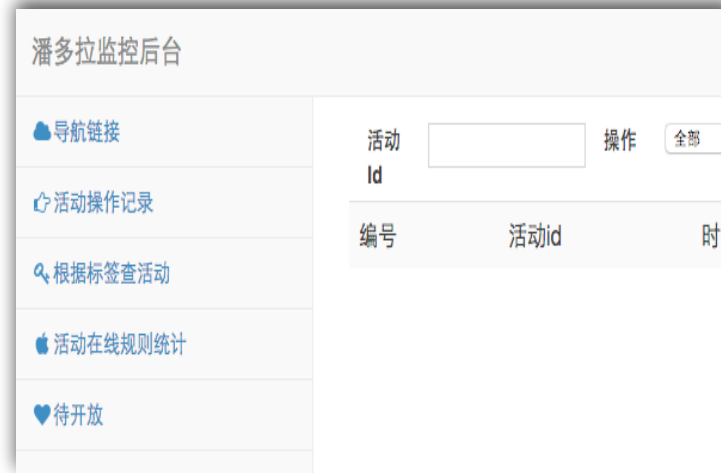 潘多拉监控后台
导航链接
活动操作记录
根据标签查活动
活动在线规则统计
待开放
活动 操作 全部
Id
编号 活动id 时